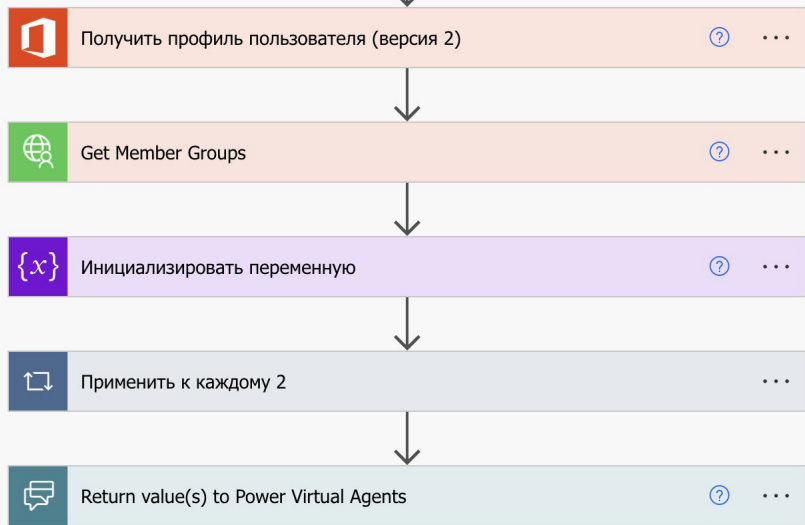 Получить профиль пользователя (версия 2)
Get Member Groups
{x} Инициализировать переменную
Применить к каждому 2
Return value(s) to Power Virtual Agents